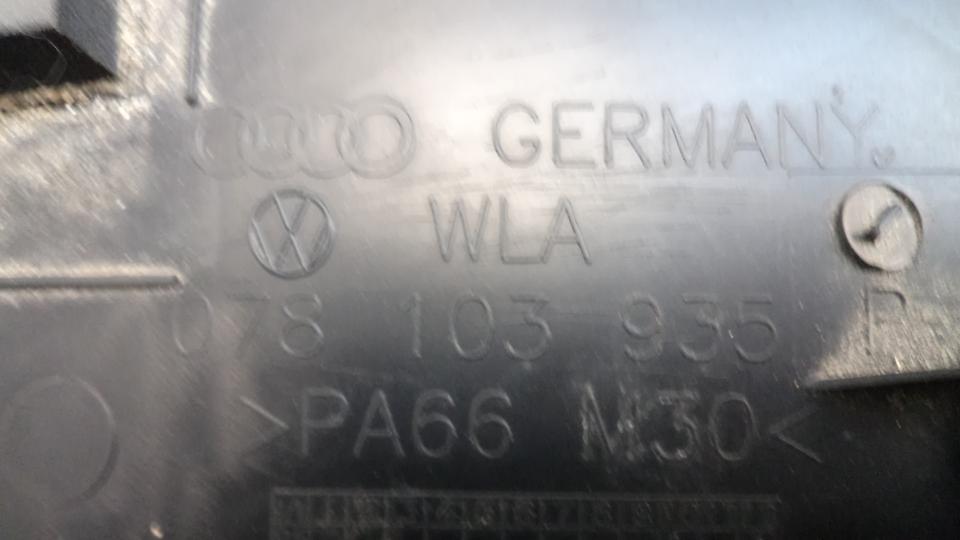 GERMANY
WLA
078 103 935 P
>PA66 M30<